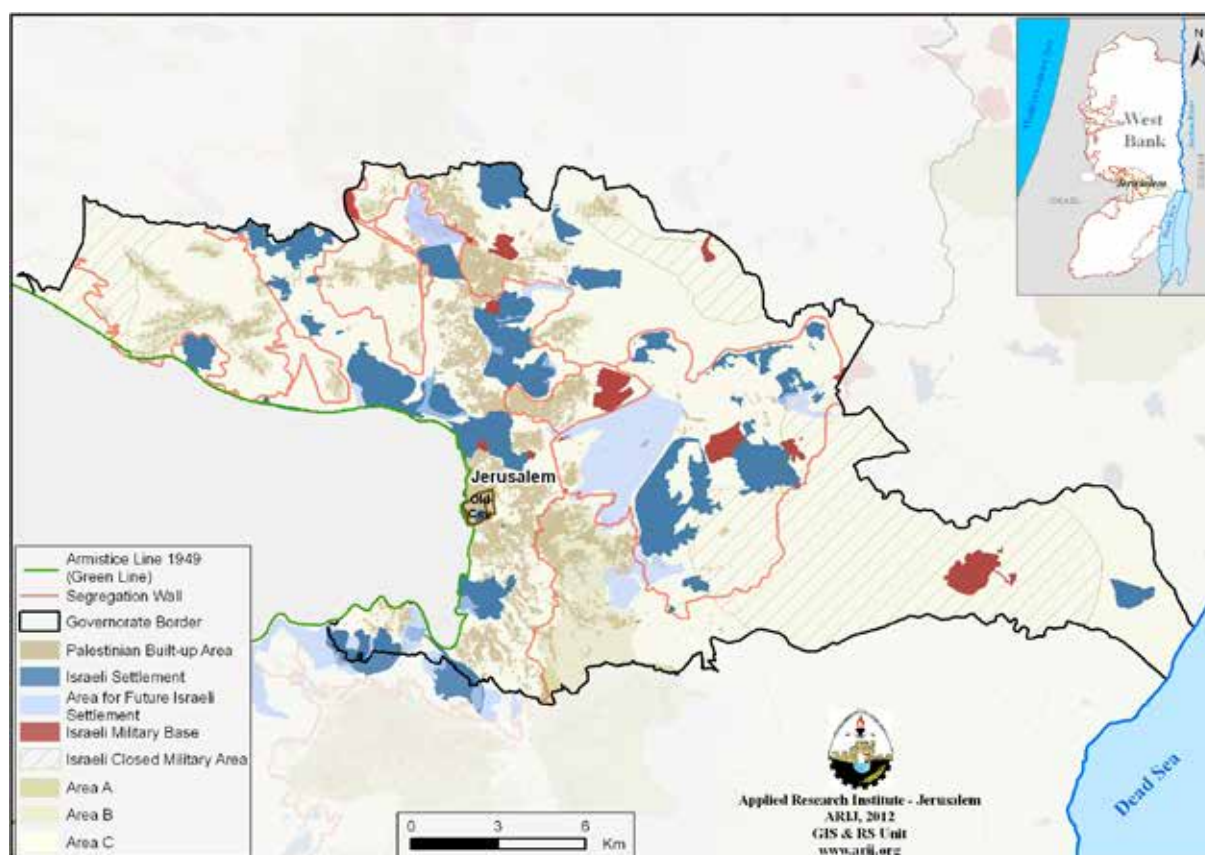 N
West
Bank
Jerusalem
ISRAEL
Jerusalem
Old
City
Armistice Line 1949
(Green Line)
Segregation Wall
Governorate Border
Palestinian Built-up Area
Israeli Settlement
Area for Future Israeli
Settlement
Israeli Military Base
Israeli Closed Military Area
Area A
Area B
Area C
0 3 6
Km
Applied Research Institute - Jerusalem
ARIJ, 2012
GIS & RS Unit
www.arij.org
Dead Sea